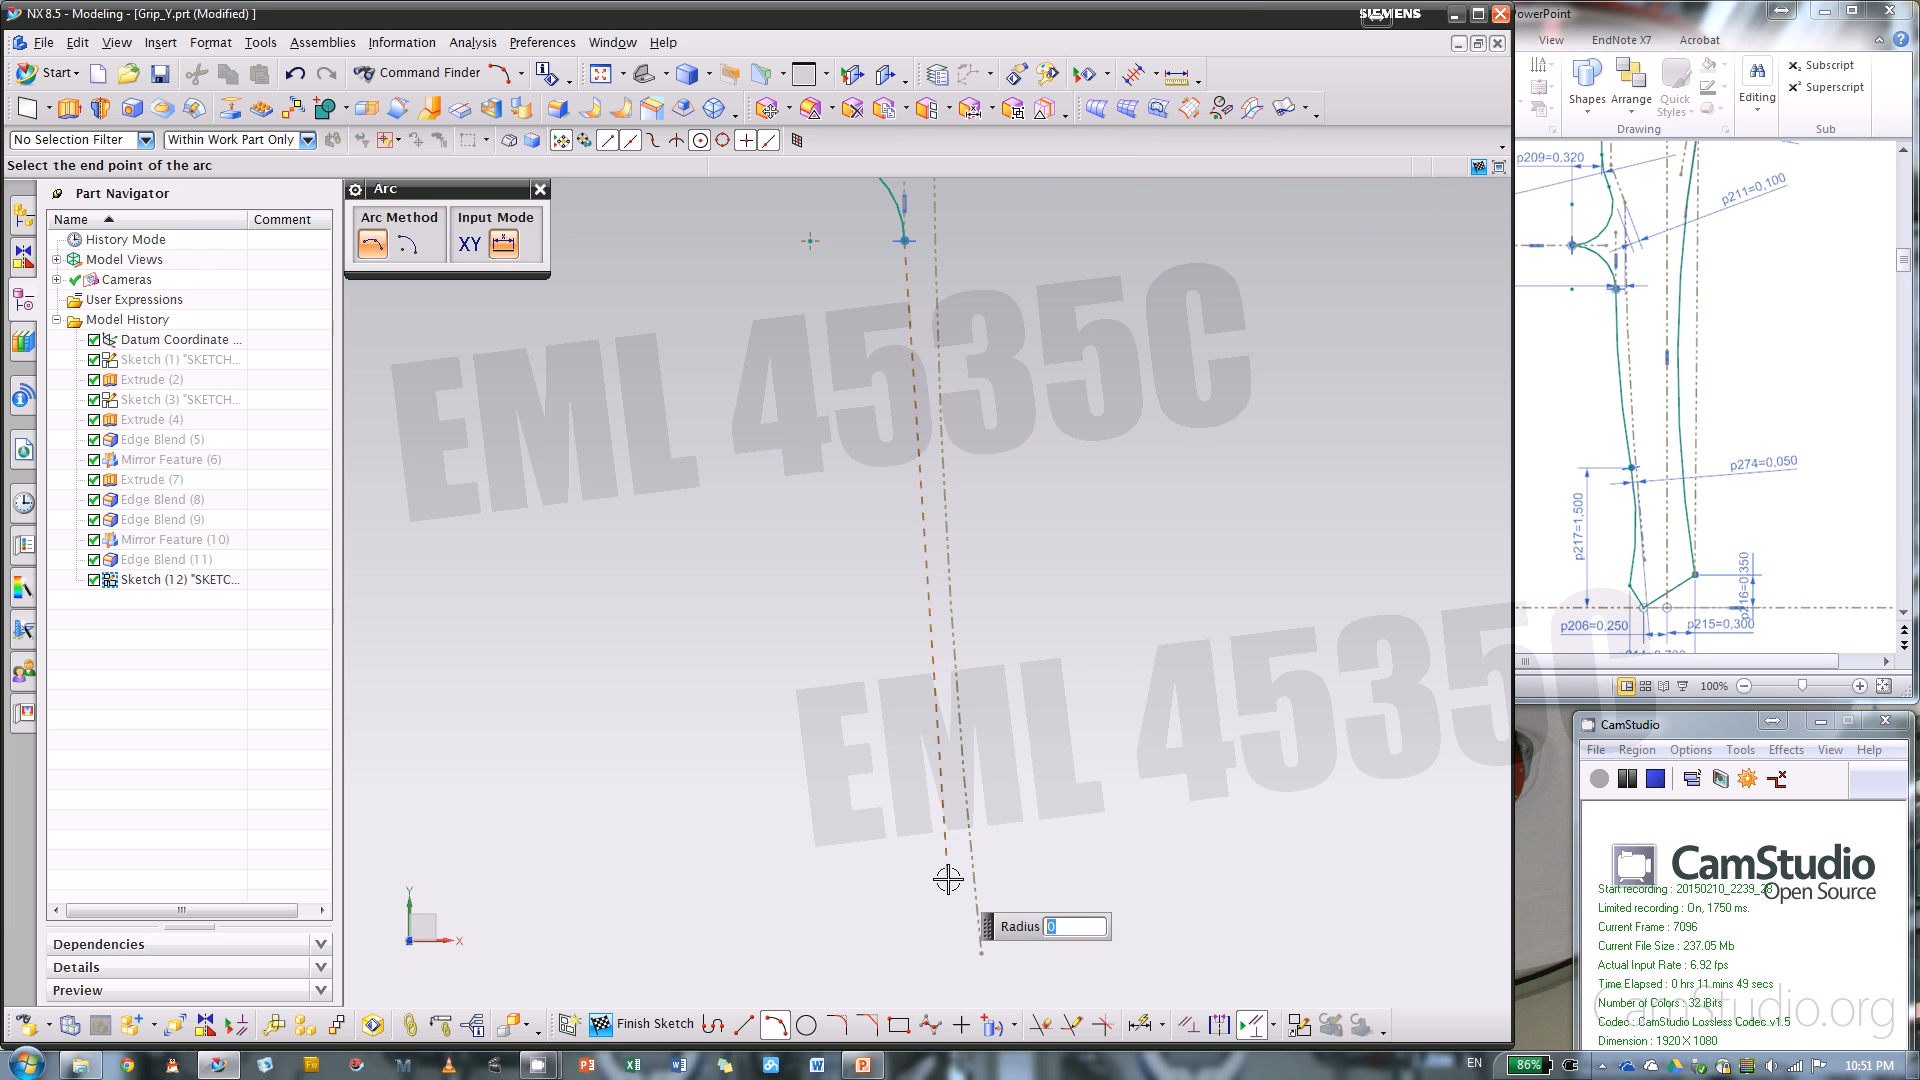 NX 8.5 - Modeling - [Grip_Y.prt (Modified) ]
SIEMENS
File Edit View Insert Format Tools Assemblies Information Analysis Preferences Window Help
Start Command Finder
No Selection Filter Within Work Part Only
Select the end point of the arc
Part Navigator
Name Comment
History Mode
Model Views
Cameras
User Expressions
Model History
Datum Coordinate ...
Sketch (1) "SKETCH...
Extrude (2)
Sketch (3) "SKETCH...
Extrude (4)
Edge Blend (5)
Mirror Feature (6)
Extrude (7)
Edge Blend (8)
Edge Blend (9)
Mirror Feature (10)
Edge Blend (11)
Sketch (12) "SKETC...
Dependencies
Details
Preview
Arc
Arc Method Input Mode
XY
EML 4535C
EML 4535C
Radius 0
Y
X
Finish Sketch
PowerPoint
View EndNote X7 Acrobat
Shapes Arrange Quick Styles Editing
Subscript
Superscript
Drawing Sub
p209=0,320
p211=0,100
p274=0,050
p217=1,500
p216=0,350
p206=0,250
p215=0,300
100%
CamStudio
File Region Options Tools Effects View Help
CamStudio
Open Source
Start recording : 20150210_2239_28
Limited recording : On, 1750 ms.
Current Frame : 7096
Current File Size : 237.05 Mb
Actual Input Rate : 6.92 fps
Time Elapsed : 0 hrs 11 mins 49 secs
Number of Colors : 32 Bits
Codec : CamStudio Lossless Codec v1.5
Dimension : 1920 X 1080
CamStudio.org
EN 86% 10:51 PM